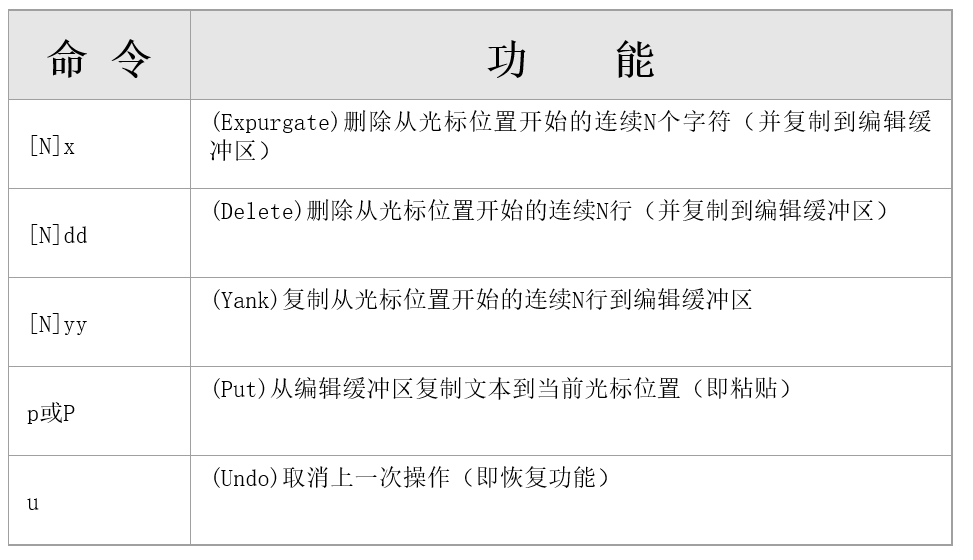 命 令
功 能
[N]x
(Expurgate)删除从光标位置开始的连续N个字符（并复制到编辑缓
冲区）
[N]dd
(Delete)删除从光标位置开始的连续N行（并复制到编辑缓冲区）
[N]yy
(Yank)复制从光标位置开始的连续N行到编辑缓冲区
p或P
(Put)从编辑缓冲区复制文本到当前光标位置（即粘贴）
u
(Undo)取消上一次操作（即恢复功能）